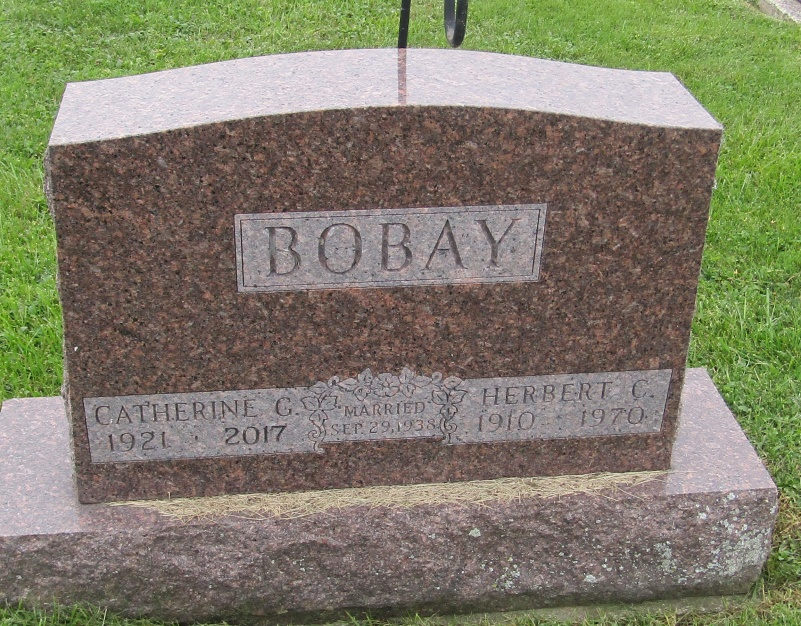 BOBAY
CATHERINE G.
1921 · 2017
MARRIED
SEP. 29, 1938
HERBERT C.
1910 · 1970